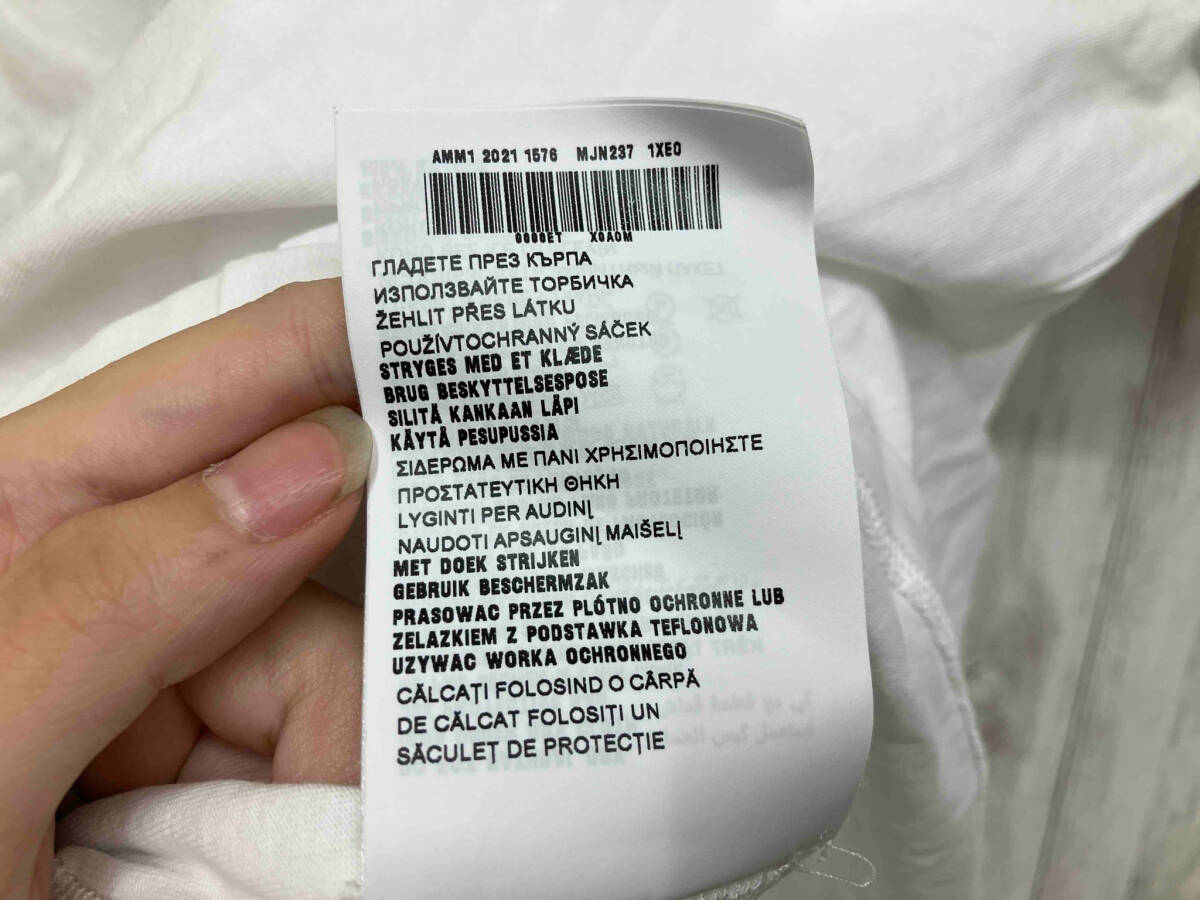 AMM1 2021 1576 MJN237 1XE0
0000ET X0A0M
ГЛАДЕТЕ ПРЕЗ КЪРПА
ИЗПОЛЗВАЙТЕ ТОРБИЧКА
ŽEHLIT PŘES LÁTKU
POUŽÍVTOCHRANNÝ SÁČEK
STRYGES MED ET KLÆDE
BRUG BESKYTTELSESPOSE
SILITÄ KANKAAN LÄPI
KÄYTÄ PESUPUSSIA
ΣΙΔΕΡΩΜΑ ΜΕ ΠΑΝΙ ΧΡΗΣΙΜΟΠΟΙΗΣΤΕ
ΠΡΟΣΤΑΤΕΥΤΙΚΗ ΘΗΚΗ
LYGINTI PER AUDINĮ
NAUDOTI APSAUGINĮ MAIŠELĮ
MET DOEK STRIJKEN
GEBRUIK BESCHERMZAK
PRASOWAC PRZEZ PLÓTNO OCHRONNE LUB
ZELAZKIEM Z PODSTAWKA TEFLONOWA
UZYWAC WORKA OCHRONNEGO
CĂLCAȚI FOLOSIND O CÂRPĂ
DE CĂLCAT FOLOSIȚI UN
SĂCULEȚ DE PROTECȚIE